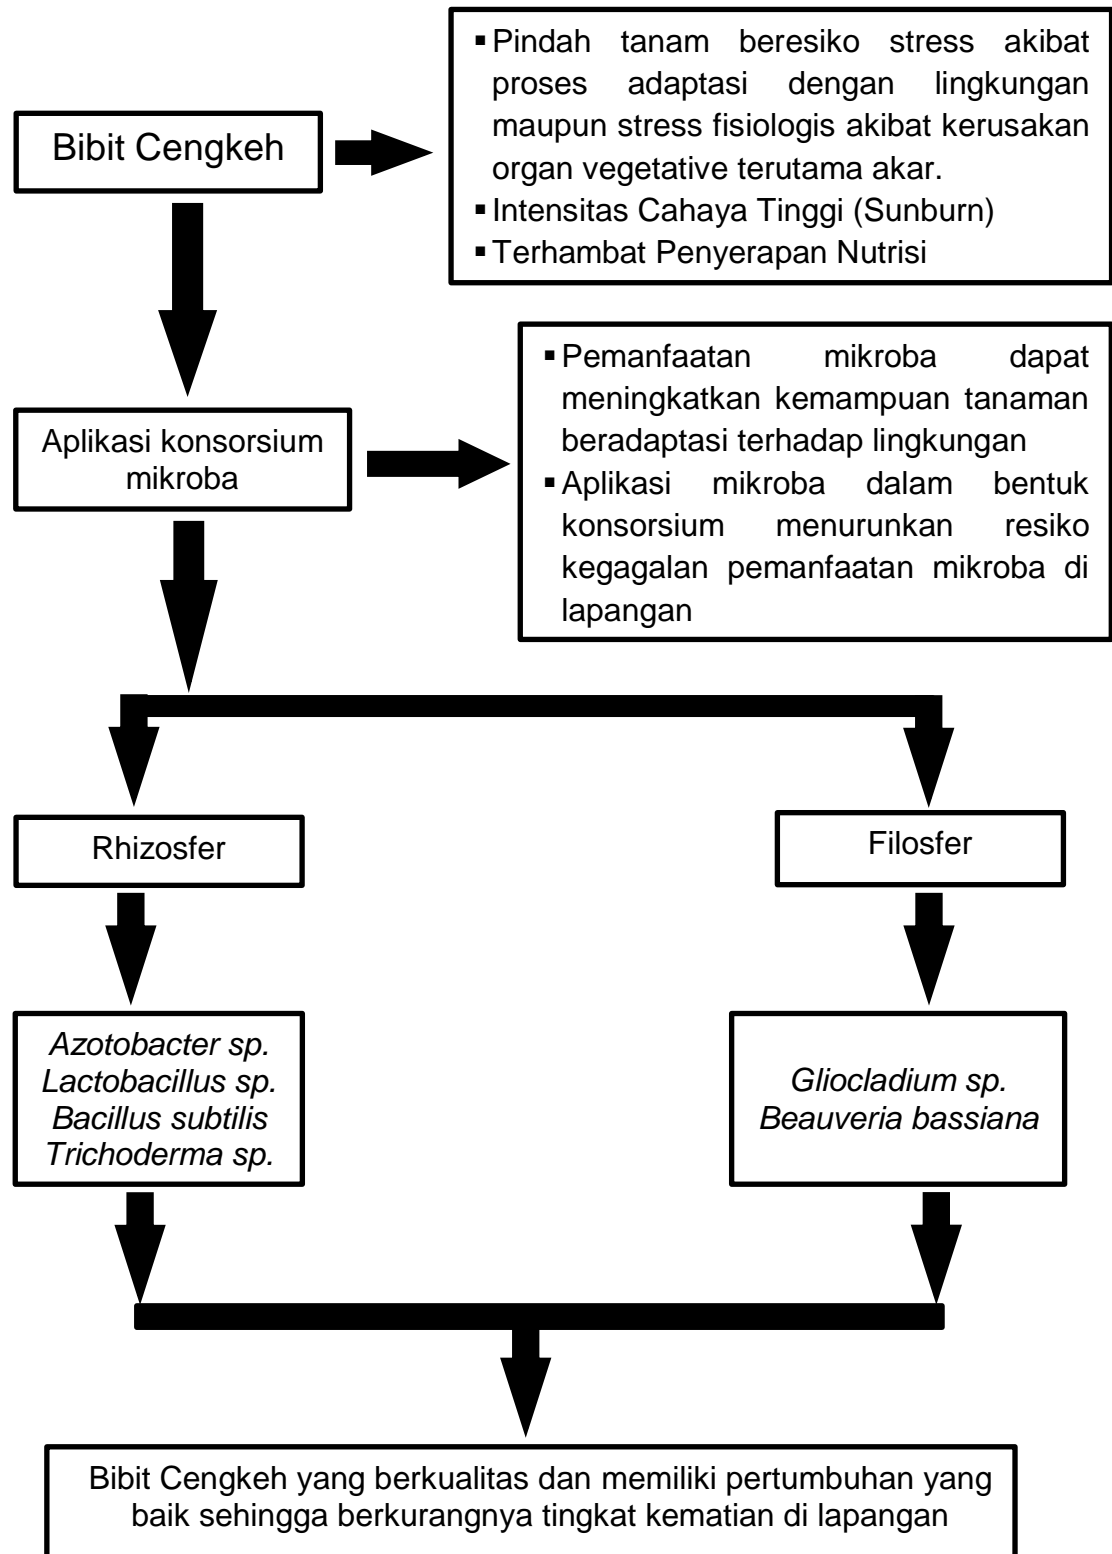 Bibit Cengkeh
▪ Pindah tanam beresiko stress akibat
proses adaptasi dengan lingkungan
maupun stress fisiologis akibat kerusakan
organ vegetative terutama akar.
▪ Intensitas Cahaya Tinggi (Sunburn)
▪ Terhambat Penyerapan Nutrisi
Aplikasi konsorsium
mikroba
▪ Pemanfaatan mikroba dapat
meningkatkan kemampuan tanaman
beradaptasi terhadap lingkungan
▪ Aplikasi mikroba dalam bentuk
konsorsium menurunkan resiko
kegagalan pemanfaatan mikroba di
lapangan
Rhizosfer
Filosfer
Azotobacter sp.
Lactobacillus sp.
Bacillus subtilis
Trichoderma sp.
Gliocladium sp.
Beauveria bassiana
Bibit Cengkeh yang berkualitas dan memiliki pertumbuhan yang
baik sehingga berkurangnya tingkat kematian di lapangan